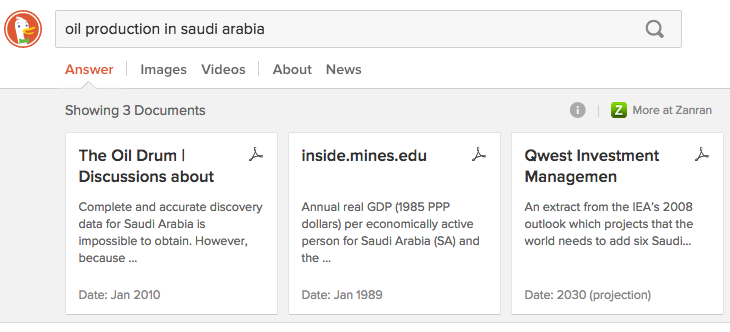 oil production in saudi arabia
Answer Images Videos About News
Showing 3 Documents
More at Zanran
The Oil Drum |
Discussions about
Complete and accurate discovery
data for Saudi Arabia is
impossible to obtain. However,
because ...
Date: Jan 2010
inside.mines.edu
Annual real GDP (1985 PPP
dollars) per economically active
person for Saudi Arabia (SA) and
the ...
Date: Jan 1989
Qwest Investment
Managemen
An extract from the IEA's 2008
outlook which projects that the
world needs to add six Saudi...
Date: 2030 (projection)